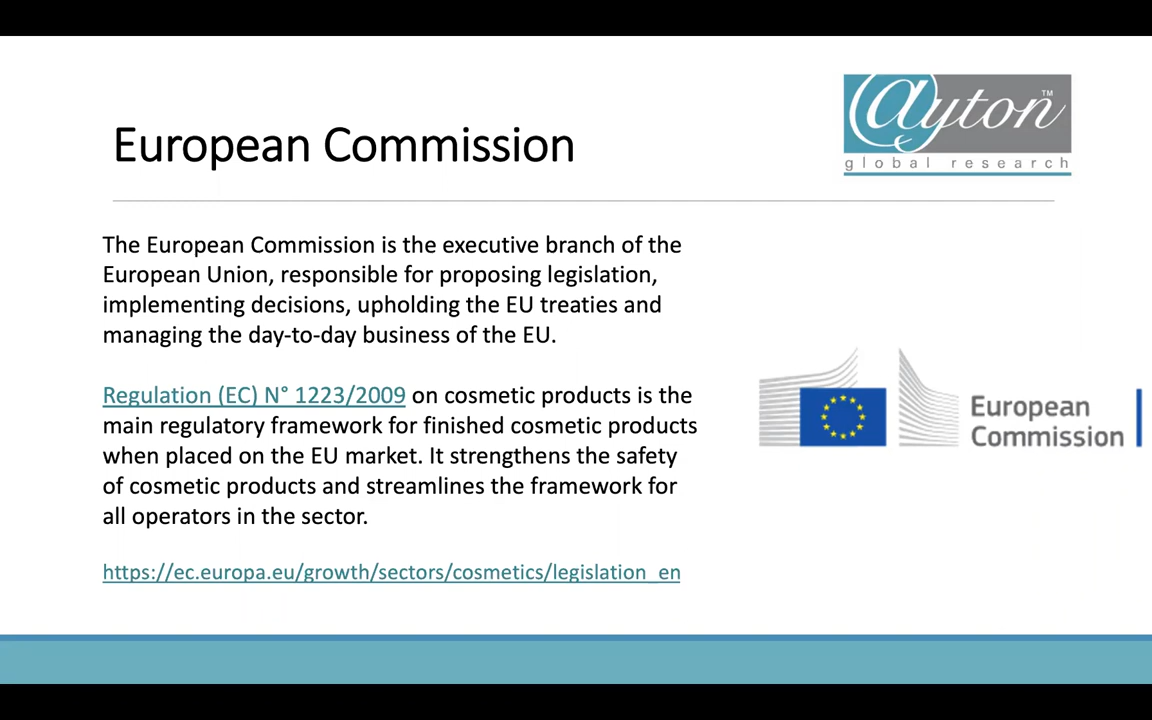 @yton™
global research
European Commission
The European Commission is the executive branch of the
European Union, responsible for proposing legislation,
implementing decisions, upholding the EU treaties and
managing the day-to-day business of the EU.
Regulation (EC) N° 1223/2009 on cosmetic products is the
main regulatory framework for finished cosmetic products
when placed on the EU market. It strengthens the safety
of cosmetic products and streamlines the framework for
all operators in the sector.
https://ec.europa.eu/growth/sectors/cosmetics/legislation_en
European
Commission